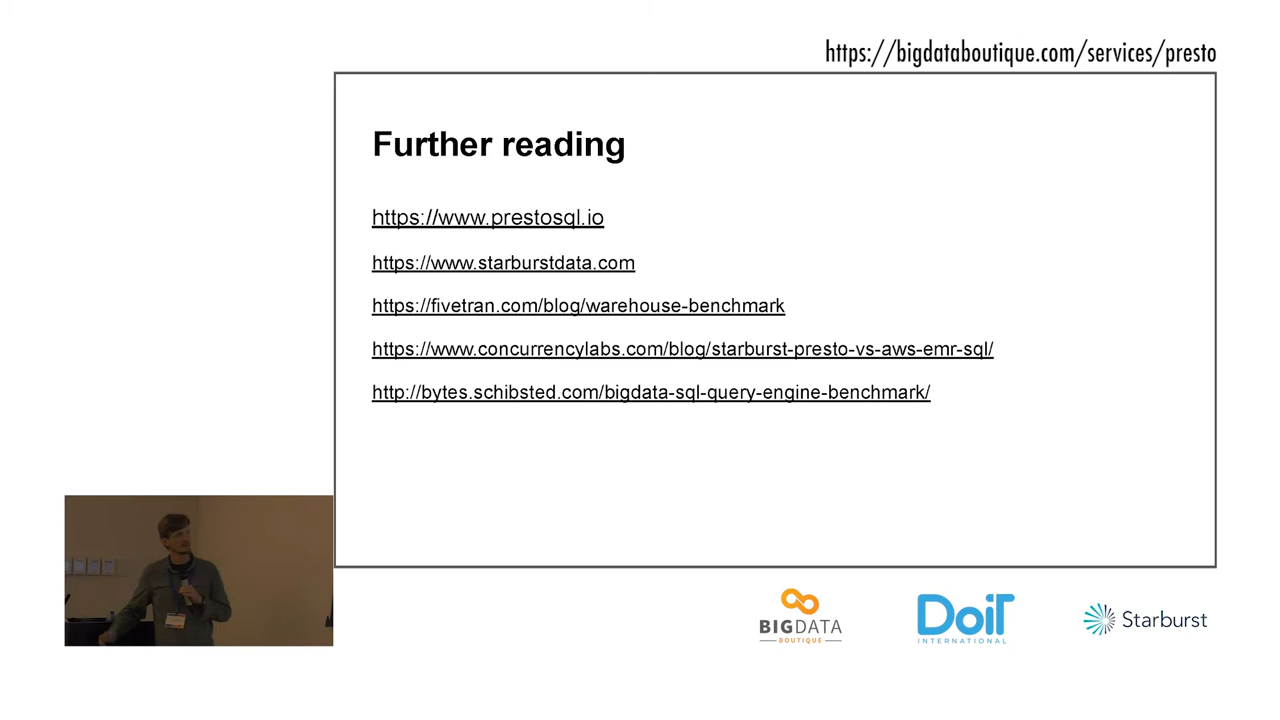 https://bigdataboutique.com/services/presto
Further reading
https://www.prestosql.io
https://www.starburstdata.com
https://fivetran.com/blog/warehouse-benchmark
https://www.concurrencylabs.com/blog/starburst-presto-vs-aws-emr-sql/
http://bytes.schibsted.com/bigdata-sql-query-engine-benchmark/
BIGDATA
BOUTIQUE
DoiT
INTERNATIONAL
Starburst